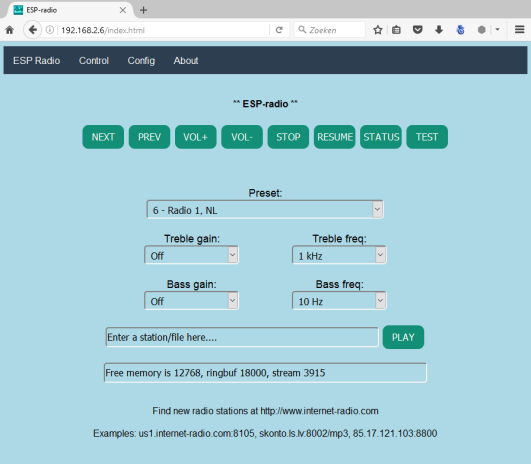 ESP-radio
192.168.2.6/index.html
Zoeken
ESP Radio Control Config About
** ESP-radio **
NEXT PREV VOL+ VOL- STOP RESUME STATUS TEST
Preset:
6 - Radio 1, NL
Treble gain: Treble freq:
Off 1 kHz
Bass gain: Bass freq:
Off 10 Hz
Enter a station/file here.... PLAY
Free memory is 12768, ringbuf 18000, stream 3915
Find new radio stations at http://www.internet-radio.com
Examples: us1.internet-radio.com:8105, skonto.ls.lv:8002/mp3, 85.17.121.103:8800